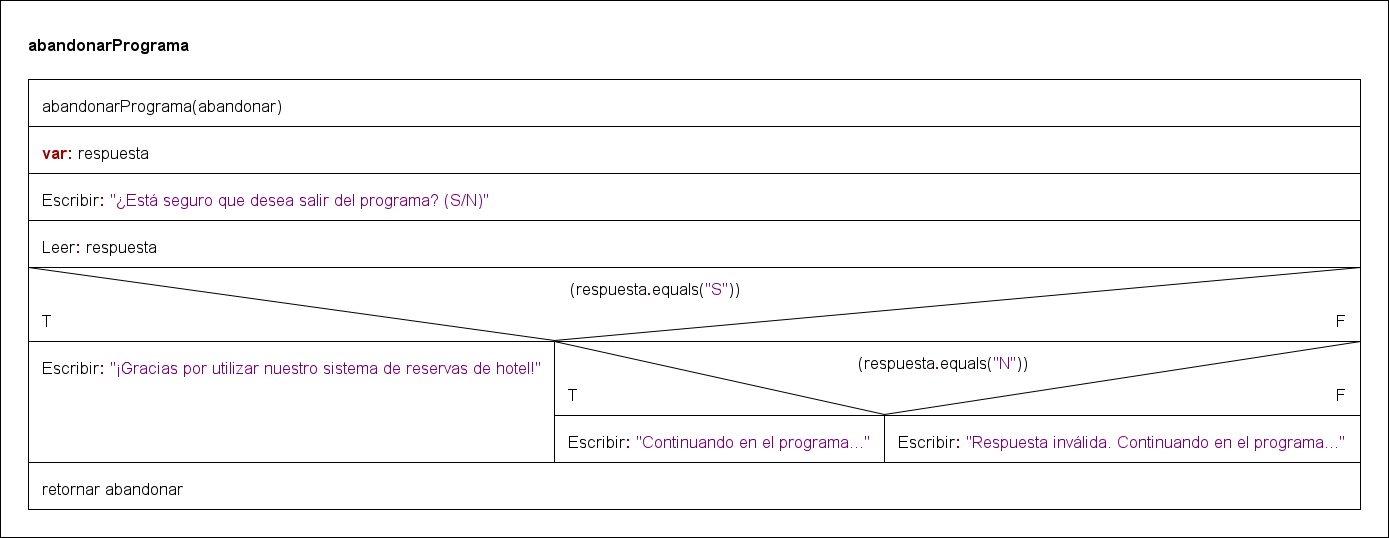 abandonarPrograma
abandonarPrograma(abandonar)
var: respuesta
Escribir: "¿Está seguro que desea salir del programa? (S/N)"
Leer: respuesta
(respuesta.equals("S"))
T
F
Escribir: "¡Gracias por utilizar nuestro sistema de reservas de hotel!"
(respuesta.equals("N"))
T
F
Escribir: "Continuando en el programa..."
Escribir: "Respuesta inválida. Continuando en el programa..."
retornar abandonar